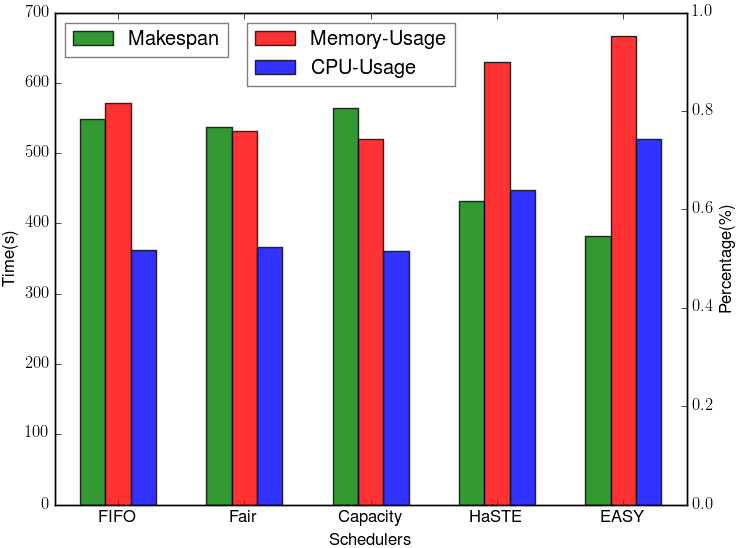 Makespan
Memory-Usage
CPU-Usage
700
600
500
400
300
200
100
0
Time(s)
1.0
0.8
0.6
0.4
0.2
0.0
Percentage(%)
FIFO Fair Capacity HaSTE EASY
Schedulers